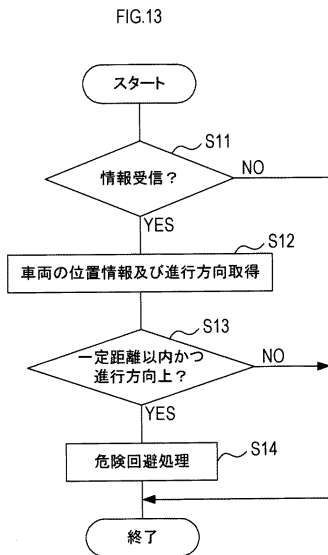 FIG.13
スタート
S11
情報受信？
NO
YES
S12
車両の位置情報及び進行方向取得
S13
一定距離以内かつ
進行方向上？
NO
YES
S14
危険回避処理
終了